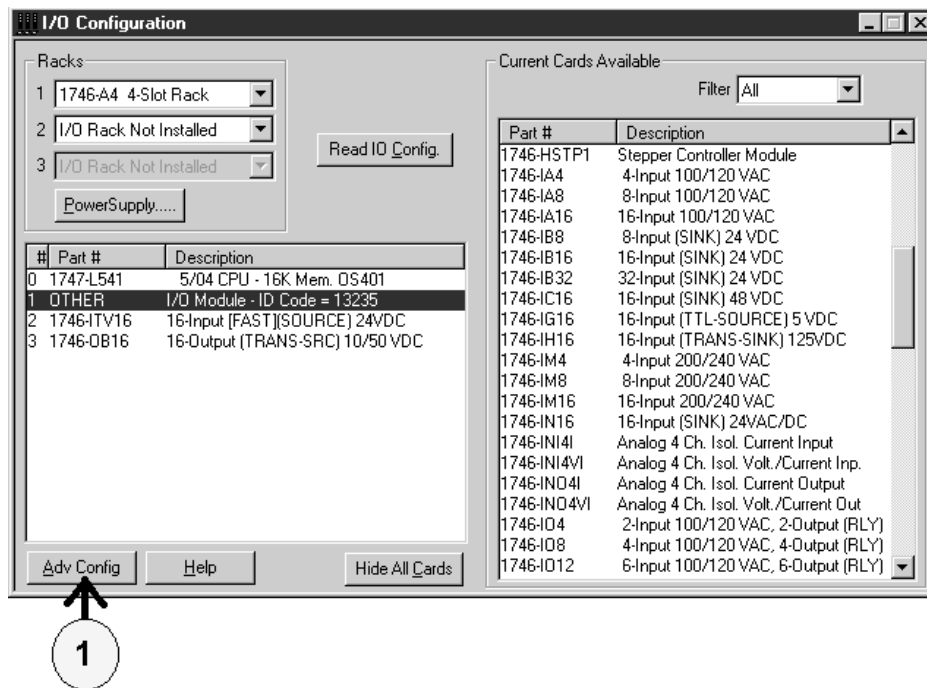 I/O Configuration
Racks
1 1746-A4 4-Slot Rack
2 I/O Rack Not Installed
3 I/O Rack Not Installed
PowerSupply.....
Read IO Config.
# Part # Description
0 1747-L541 5/04 CPU - 16K Mem. OS401
1 OTHER I/O Module - ID Code = 13235
2 1746-ITV16 16-Input [FAST](SOURCE) 24VDC
3 1746-OB16 16-Output (TRANS-SRC) 10/50 VDC
Adv Config
Help
Hide All Cards
Current Cards Available
Filter All
Part # Description
1746-HSTP1 Stepper Controller Module
1746-IA4 4-Input 100/120 VAC
1746-IA8 8-Input 100/120 VAC
1746-IA16 16-Input 100/120 VAC
1746-IB8 8-Input (SINK) 24 VDC
1746-IB16 16-Input (SINK) 24 VDC
1746-IB32 32-Input (SINK) 24 VDC
1746-IC16 16-Input (SINK) 48 VDC
1746-IG16 16-Input (TTL-SOURCE) 5 VDC
1746-IH16 16-Input (TRANS-SINK) 125VDC
1746-IM4 4-Input 200/240 VAC
1746-IM8 8-Input 200/240 VAC
1746-IM16 16-Input 200/240 VAC
1746-IN16 16-Input (SINK) 24VAC/DC
1746-INI4I Analog 4 Ch. Isol. Current Input
1746-INI4VI Analog 4 Ch. Isol. Volt./Current Inp.
1746-INO4I Analog 4 Ch. Isol. Current Output
1746-INO4VI Analog 4 Ch. Isol. Volt./Current Out
1746-IO4 2-Input 100/120 VAC, 2-Output (RLY)
1746-IO8 4-Input 100/120 VAC, 4-Output (RLY)
1746-IO12 6-Input 100/120 VAC, 6-Output (RLY)
1